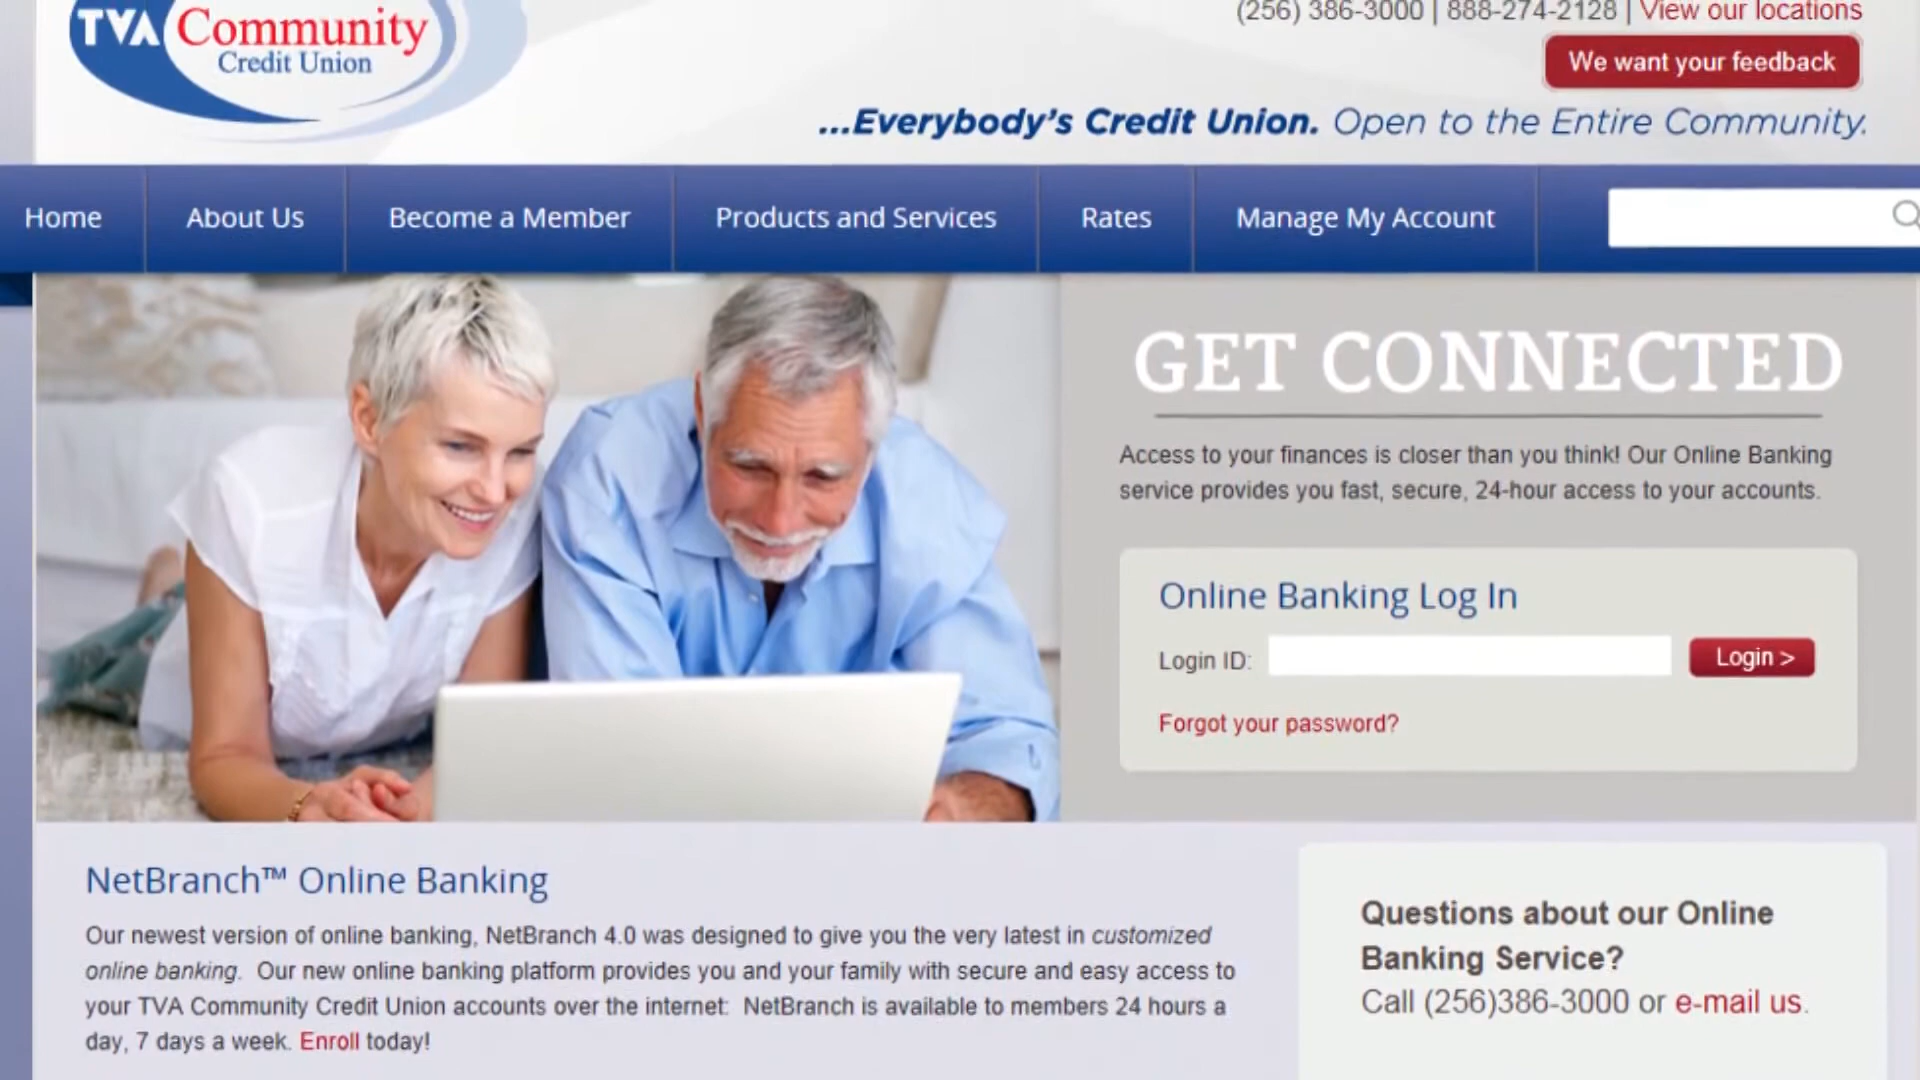 TVA Community
Credit Union
(256) 386-3000 | 888-274-2128 | View our locations
We want your feedback
...Everybody's Credit Union. Open to the Entire Community.
Home About Us Become a Member Products and Services Rates Manage My Account
GET CONNECTED
Access to your finances is closer than you think! Our Online Banking
service provides you fast, secure, 24-hour access to your accounts.
Online Banking Log In
Login ID: Login >
Forgot your password?
NetBranch™ Online Banking
Our newest version of online banking, NetBranch 4.0 was designed to give you the very latest in customized
online banking. Our new online banking platform provides you and your family with secure and easy access to
your TVA Community Credit Union accounts over the internet: NetBranch is available to members 24 hours a
day, 7 days a week. Enroll today!
Questions about our Online
Banking Service?
Call (256)386-3000 or e-mail us.